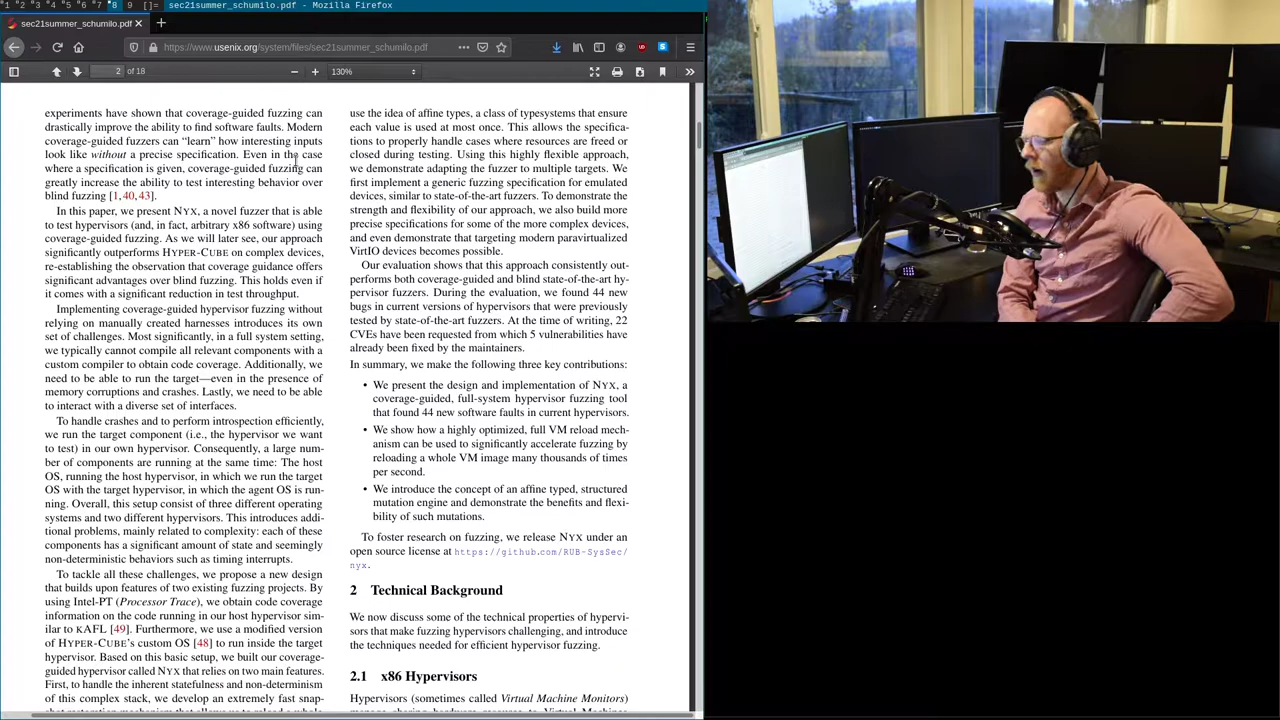 1 2 3 4 5 6 7 8 9 []= sec21summer_schumilo.pdf - Mozilla Firefox
sec21summer_schumilo.pdf
https://www.usenix.org/system/files/sec21summer_schumilo.pdf
2 of 18
130%
experiments have shown that coverage-guided fuzzing can
drastically improve the ability to find software faults. Modern
coverage-guided fuzzers can “learn” how interesting inputs
look like without a precise specification. Even in the case
where a specification is given, coverage-guided fuzzing can
greatly increase the ability to test interesting behavior over
blind fuzzing [1,40,43].
In this paper, we present NYX, a novel fuzzer that is able
to test hypervisors (and, in fact, arbitrary x86 software) using
coverage-guided fuzzing. As we will later see, our approach
significantly outperforms HYPER-CUBE on complex devices,
re-establishing the observation that coverage guidance offers
significant advantages over blind fuzzing. This holds even if
it comes with a significant reduction in test throughput.
Implementing coverage-guided hypervisor fuzzing without
relying on manually created harnesses introduces its own
set of challenges. Most significantly, in a full system setting,
we typically cannot compile all relevant components with a
custom compiler to obtain code coverage. Additionally, we
need to be able to run the target—even in the presence of
memory corruptions and crashes. Lastly, we need to be able
to interact with a diverse set of interfaces.
To handle crashes and to perform introspection efficiently,
we run the target component (i.e., the hypervisor we want
to test) in our own hypervisor. Consequently, a large num-
ber of components are running at the same time: The host
OS, running the host hypervisor, in which we run the target
OS with the target hypervisor, in which the agent OS is run-
ning. Overall, this setup consist of three different operating
systems and two different hypervisors. This introduces addi-
tional problems, mainly related to complexity: each of these
components has a significant amount of state and seemingly
non-deterministic behaviors such as timing interrupts.
To tackle all these challenges, we propose a new design
that builds upon features of two existing fuzzing projects. By
using Intel-PT (Processor Trace), we obtain code coverage
information on the code running in our host hypervisor sim-
ilar to KAFL [49]. Furthermore, we use a modified version
of HYPER-CUBE’s custom OS [48] to run inside the target
hypervisor. Based on this basic setup, we built our coverage-
guided hypervisor called NYX that relies on two main features.
First, to handle the inherent statefulness and non-determinism
of this complex stack, we develop an extremely fast snap-
shot restoration mechanism that allows us to reload a whole
use the idea of affine types, a class of typesystems that ensure
each value is used at most once. This allows the specifica-
tions to properly handle cases where resources are freed or
closed during testing. Using this highly flexible approach,
we demonstrate adapting the fuzzer to multiple targets. We
first implement a generic fuzzing specification for emulated
devices, similar to state-of-the-art fuzzers. To demonstrate the
strength and flexibility of our approach, we also build more
precise specifications for some of the more complex devices,
and even demonstrate that targeting modern paravirtualized
VirtIO devices becomes possible.
Our evaluation shows that this approach consistently out-
performs both coverage-guided and blind state-of-the-art hy-
pervisor fuzzers. During the evaluation, we found 44 new
bugs in current versions of hypervisors that were previously
tested by state-of-the-art fuzzers. At the time of writing, 22
CVEs have been requested from which 5 vulnerabilities have
already been fixed by the maintainers.
In summary, we make the following three key contributions:
• We present the design and implementation of NYX, a
coverage-guided, full-system hypervisor fuzzing tool
that found 44 new software faults in current hypervisors.
• We show how a highly optimized, full VM reload mech-
anism can be used to significantly accelerate fuzzing by
reloading a whole VM image many thousands of times
per second.
• We introduce the concept of an affine typed, structured
mutation engine and demonstrate the benefits and flexi-
bility of such mutations.
To foster research on fuzzing, we release NYX under an
open source license at https://github.com/RUB-SysSec/
nyx.
2 Technical Background
We now discuss some of the technical properties of hypervi-
sors that make fuzzing hypervisors challenging, and introduce
the techniques needed for efficient hypervisor fuzzing.
2.1 x86 Hypervisors
Hypervisors (sometimes called Virtual Machine Monitors)